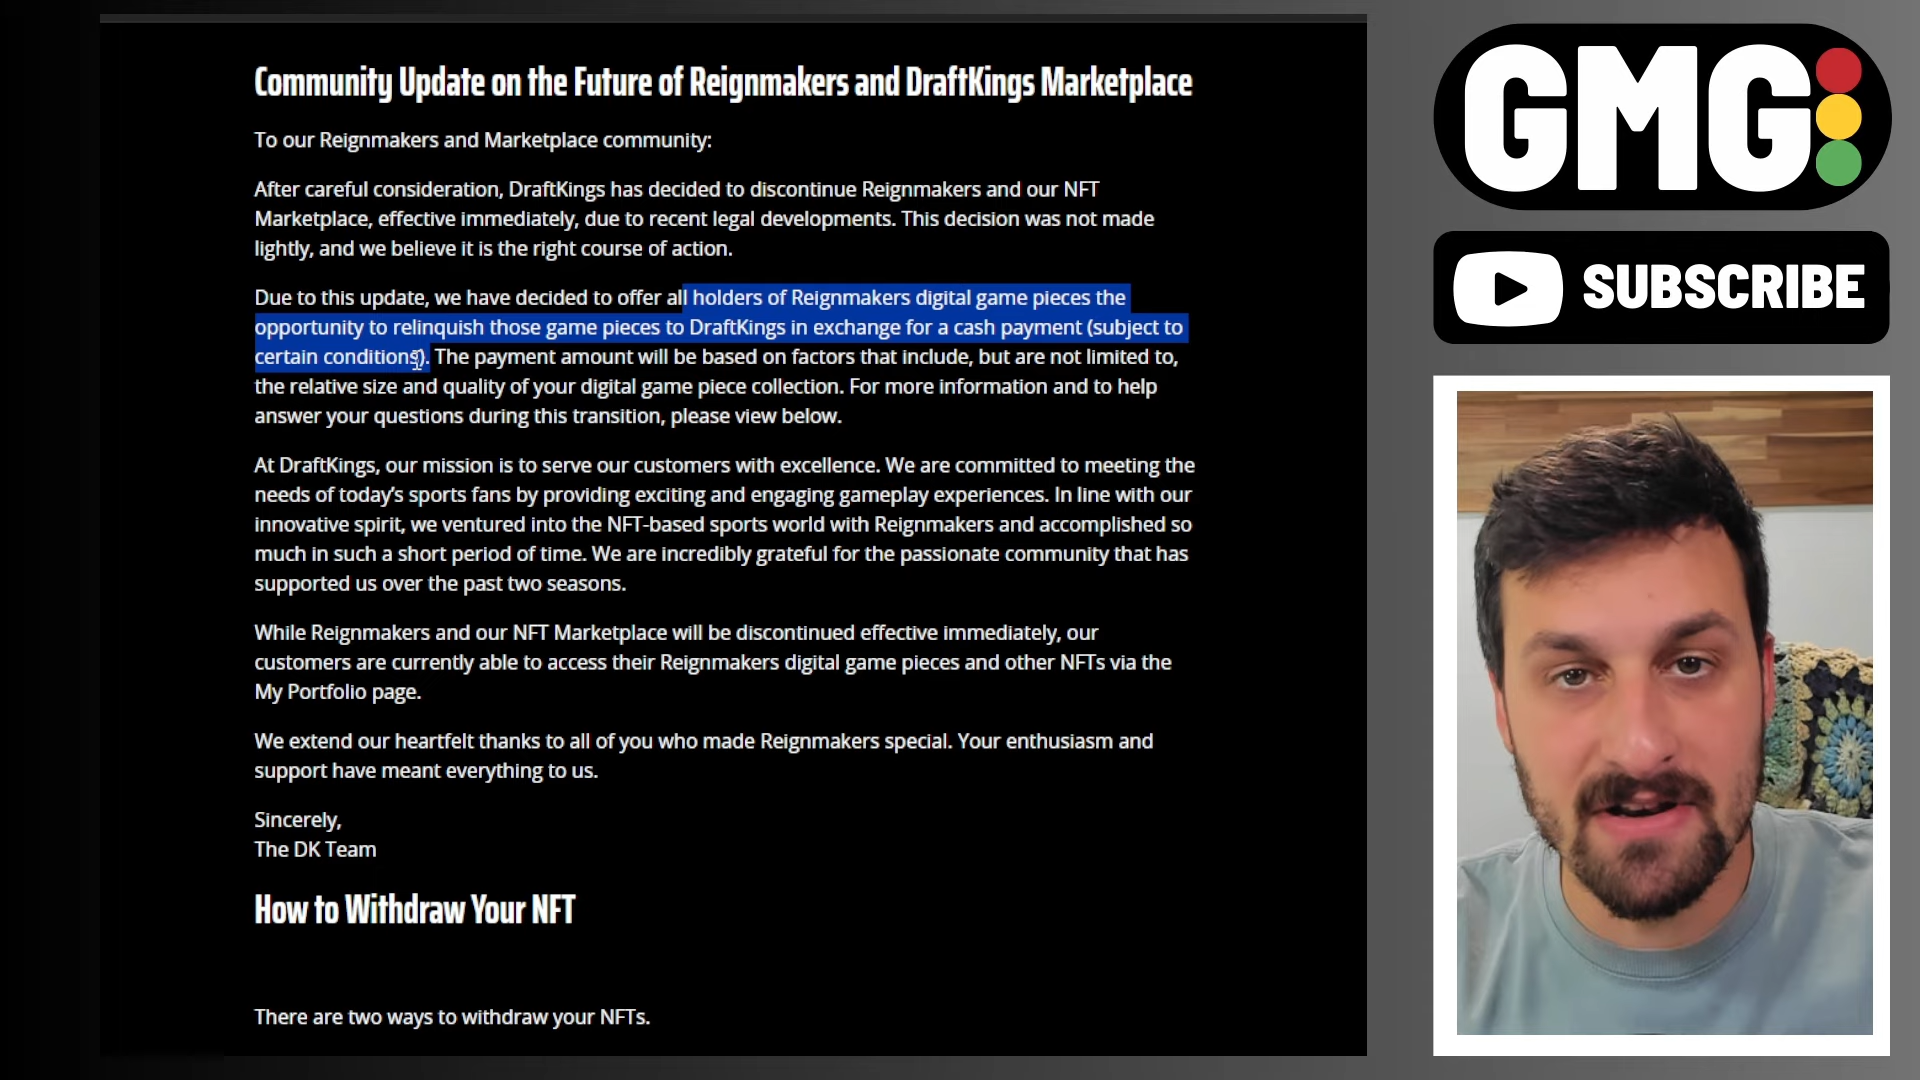 Community Update on the Future of Reignmakers and DraftKings Marketplace
To our Reignmakers and Marketplace community:
After careful consideration, DraftKings has decided to discontinue Reignmakers and our NFT
Marketplace, effective immediately, due to recent legal developments. This decision was not made
lightly, and we believe it is the right course of action.
Due to this update, we have decided to offer all holders of Reignmakers digital game pieces the
opportunity to relinquish those game pieces to DraftKings in exchange for a cash payment (subject to
certain conditions). The payment amount will be based on factors that include, but are not limited to,
the relative size and quality of your digital game piece collection. For more information and to help
answer your questions during this transition, please view below.
At DraftKings, our mission is to serve our customers with excellence. We are committed to meeting the
needs of today's sports fans by providing exciting and engaging gameplay experiences. In line with our
innovative spirit, we ventured into the NFT-based sports world with Reignmakers and accomplished so
much in such a short period of time. We are incredibly grateful for the passionate community that has
supported us over the past two seasons.
While Reignmakers and our NFT Marketplace will be discontinued effective immediately, our
customers are currently able to access their Reignmakers digital game pieces and other NFTs via the
My Portfolio page.
We extend our heartfelt thanks to all of you who made Reignmakers special. Your enthusiasm and
support have meant everything to us.
Sincerely,
The DK Team
How to Withdraw Your NFT
There are two ways to withdraw your NFTs.
GMG
SUBSCRIBE